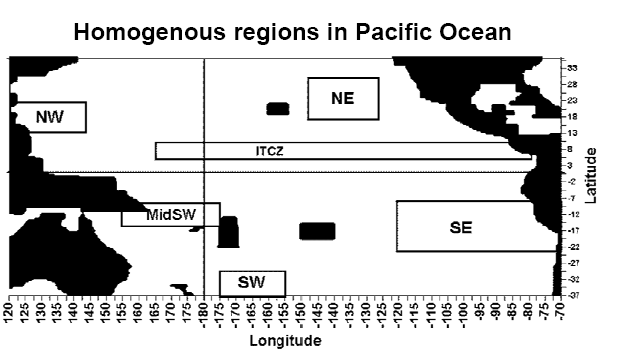 Homogenous regions in Pacific Ocean
33
28
NE
23
NW
18
13
ITCZ
8
3
-2
Latitude
-7
MidSW
-12
SE
-17
-22
-27
SW
-32
-37
120 125 130 135 140 145 150 155 160 165 170 175 -180 -175 -170 -165 -160 -155 -150 -145 -140 -135 -130 -125 -120 -115 -110 -105 -100 -95 -90 -85 -80 -75 -70
Longitude